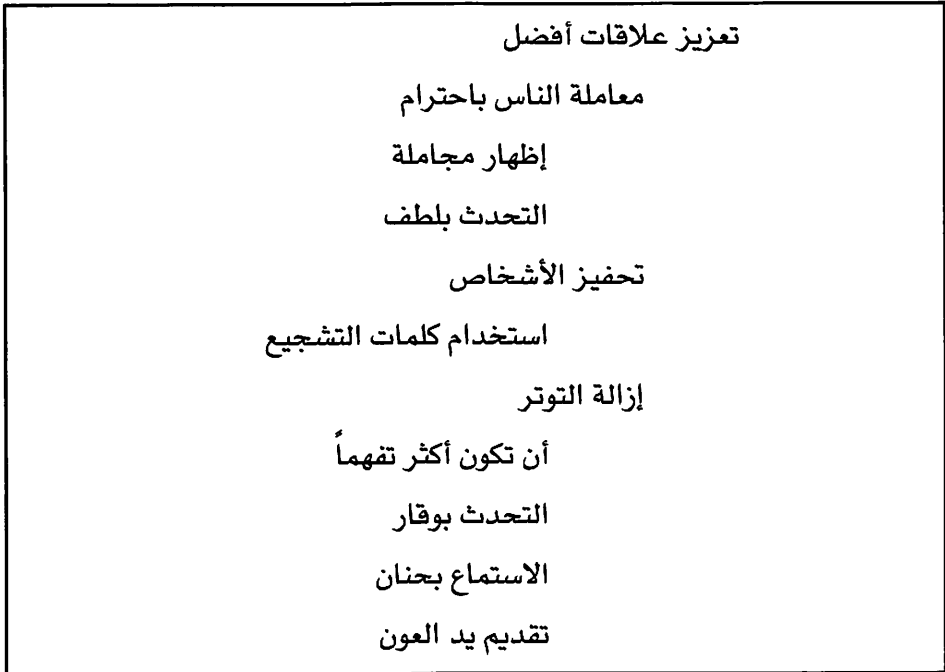 تعزيز علاقات أفضل
معاملة الناس باحترام
إظهار مجاملة
التحدث بلطف
تحفيز الأشخاص
استخدام كلمات التشجيع
إزالة التوتر
أن تكون أكثر تفهماً
التحدث بوقار
الاستماع بحنان
تقديم يد العون